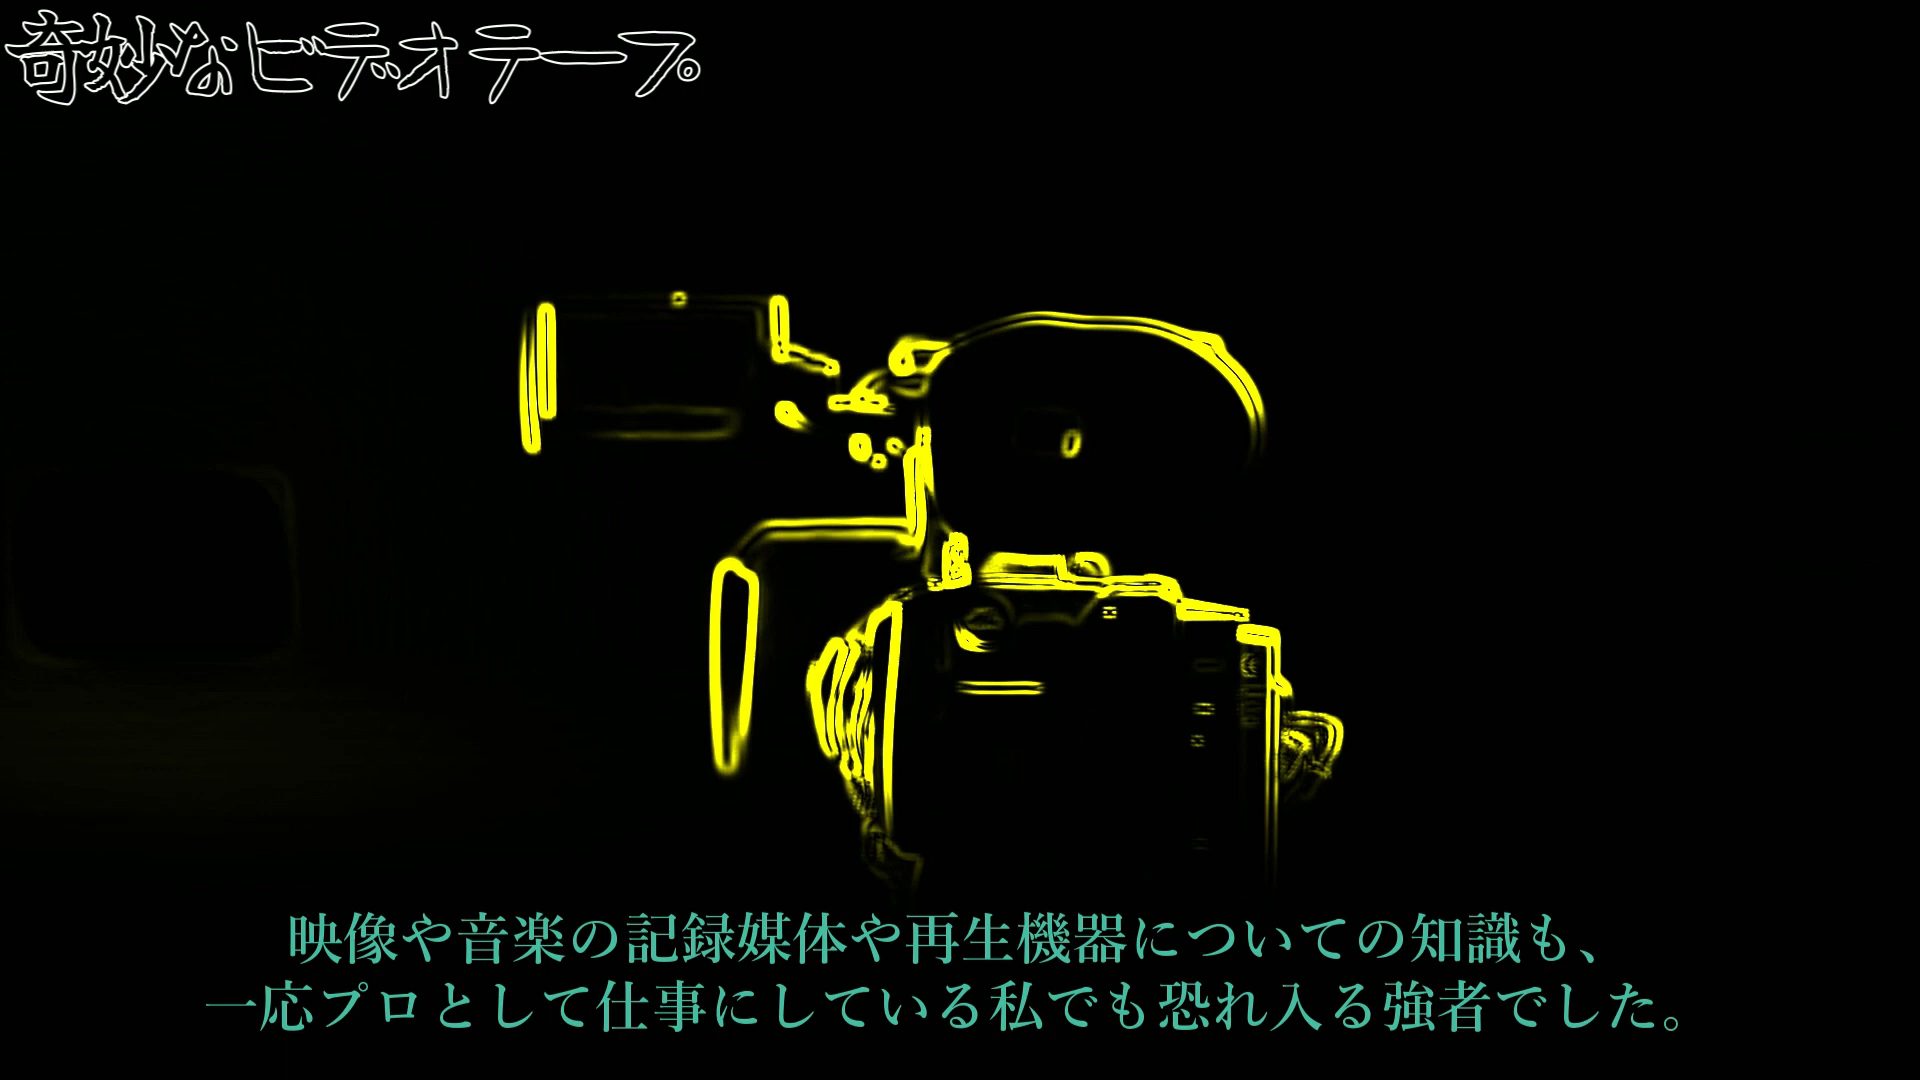 奇妙なビデオテープ
映像や音楽の記録媒体や再生機器についての知識も、
一応プロとして仕事にしている私でも恐れ入る強者でした。